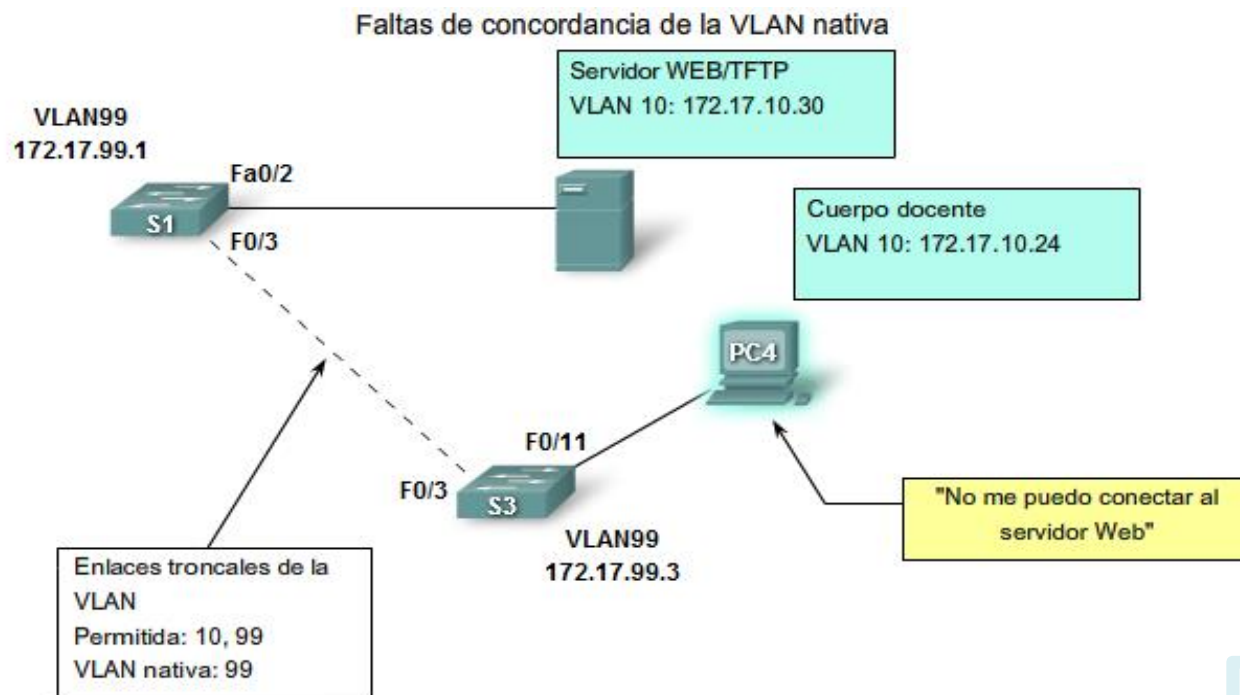 Faltas de concordancia de la VLAN nativa
Servidor WEB/TFTP
VLAN 10: 172.17.10.30
VLAN99
172.17.99.1
Fa0/2
S1
F0/3
Cuerpo docente
VLAN 10: 172.17.10.24
PC4
F0/11
F0/3
S3
VLAN99
172.17.99.3
"No me puedo conectar al
servidor Web"
Enlaces troncales de la
VLAN
Permitida: 10, 99
VLAN nativa: 99